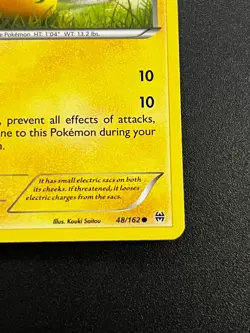 Pokémon. HT. 1'04" WT. 13.2 lbs.
10
10
, prevent all effects of attacks,
ne to this Pokémon during your
n.
It has small electric sacs on both
its cheeks. If threatened, it looses
electric charges from the sacs.
Illus. Kouki Saitou 48/162